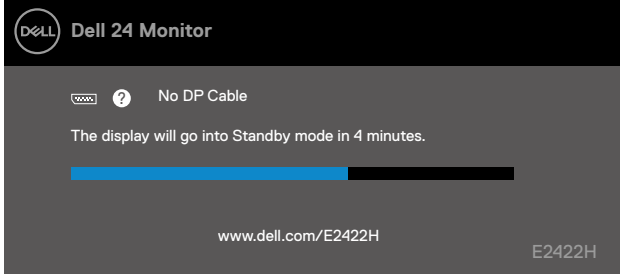 DELL Dell 24 Monitor
? No DP Cable
The display will go into Standby mode in 4 minutes.
www.dell.com/E2422H
E2422H